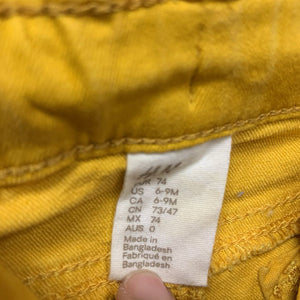 H&M
EUR 74
US 6-9M
CA 6-9M
CN 73/47
MX 74
AUS 0
Made in
Bangladesh
Fabriqué en
Bangladesh